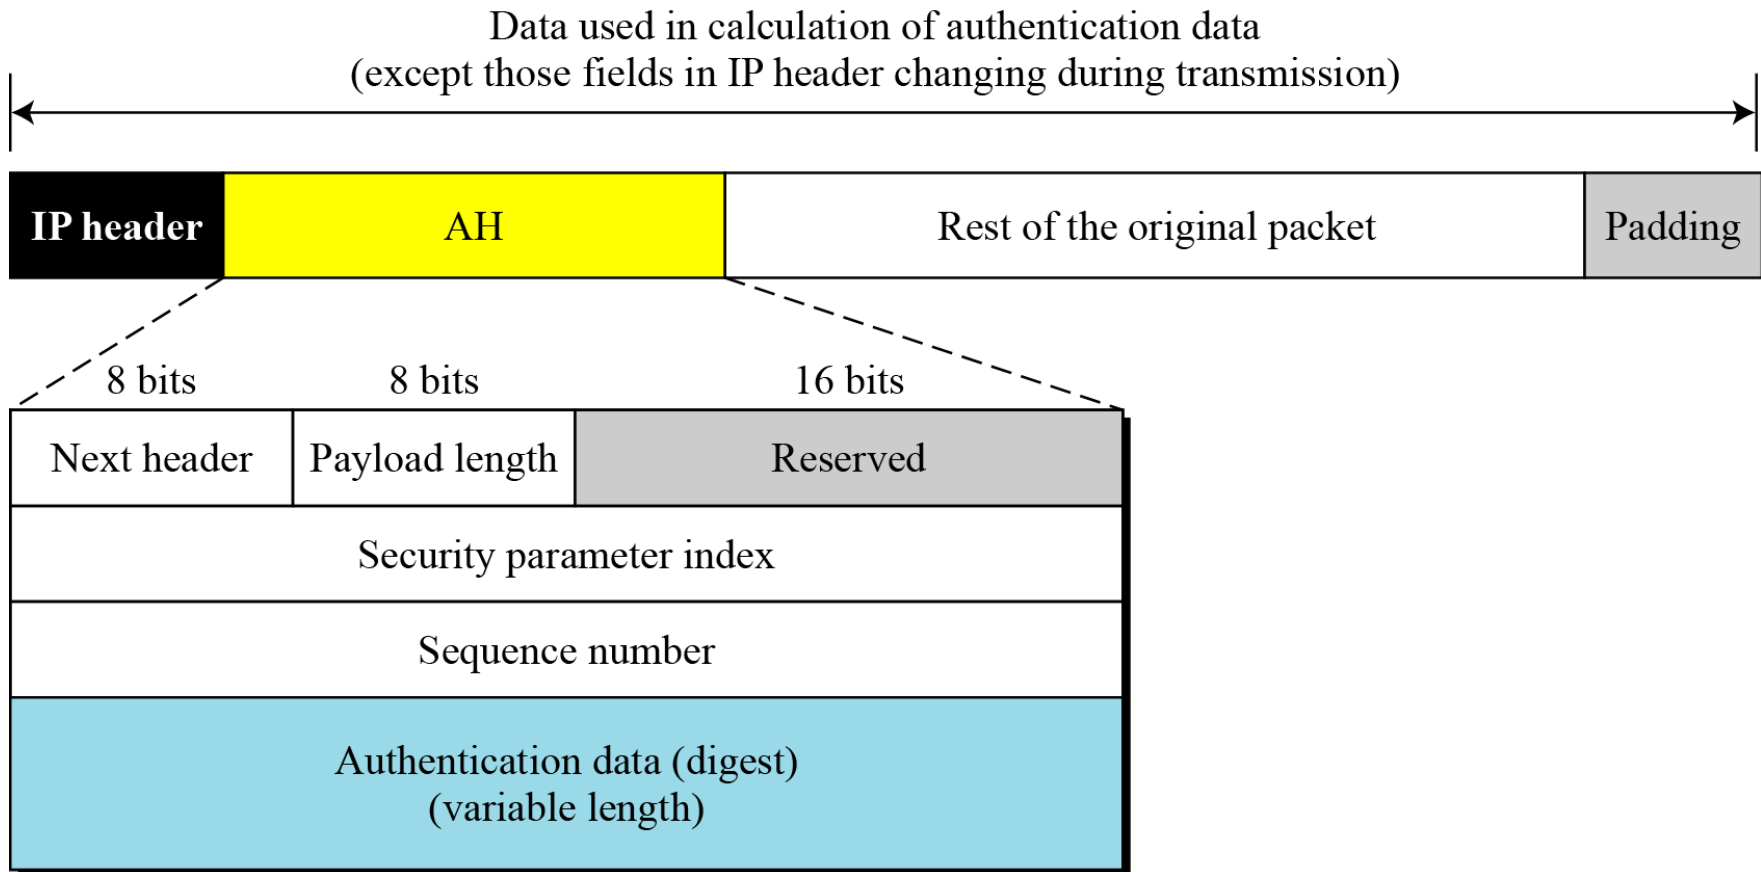 Data used in calculation of authentication data
(except those fields in IP header changing during transmission)
IP header AH Rest of the original packet Padding
8 bits 8 bits 16 bits
Next header Payload length Reserved
Security parameter index
Sequence number
Authentication data (digest)
(variable length)